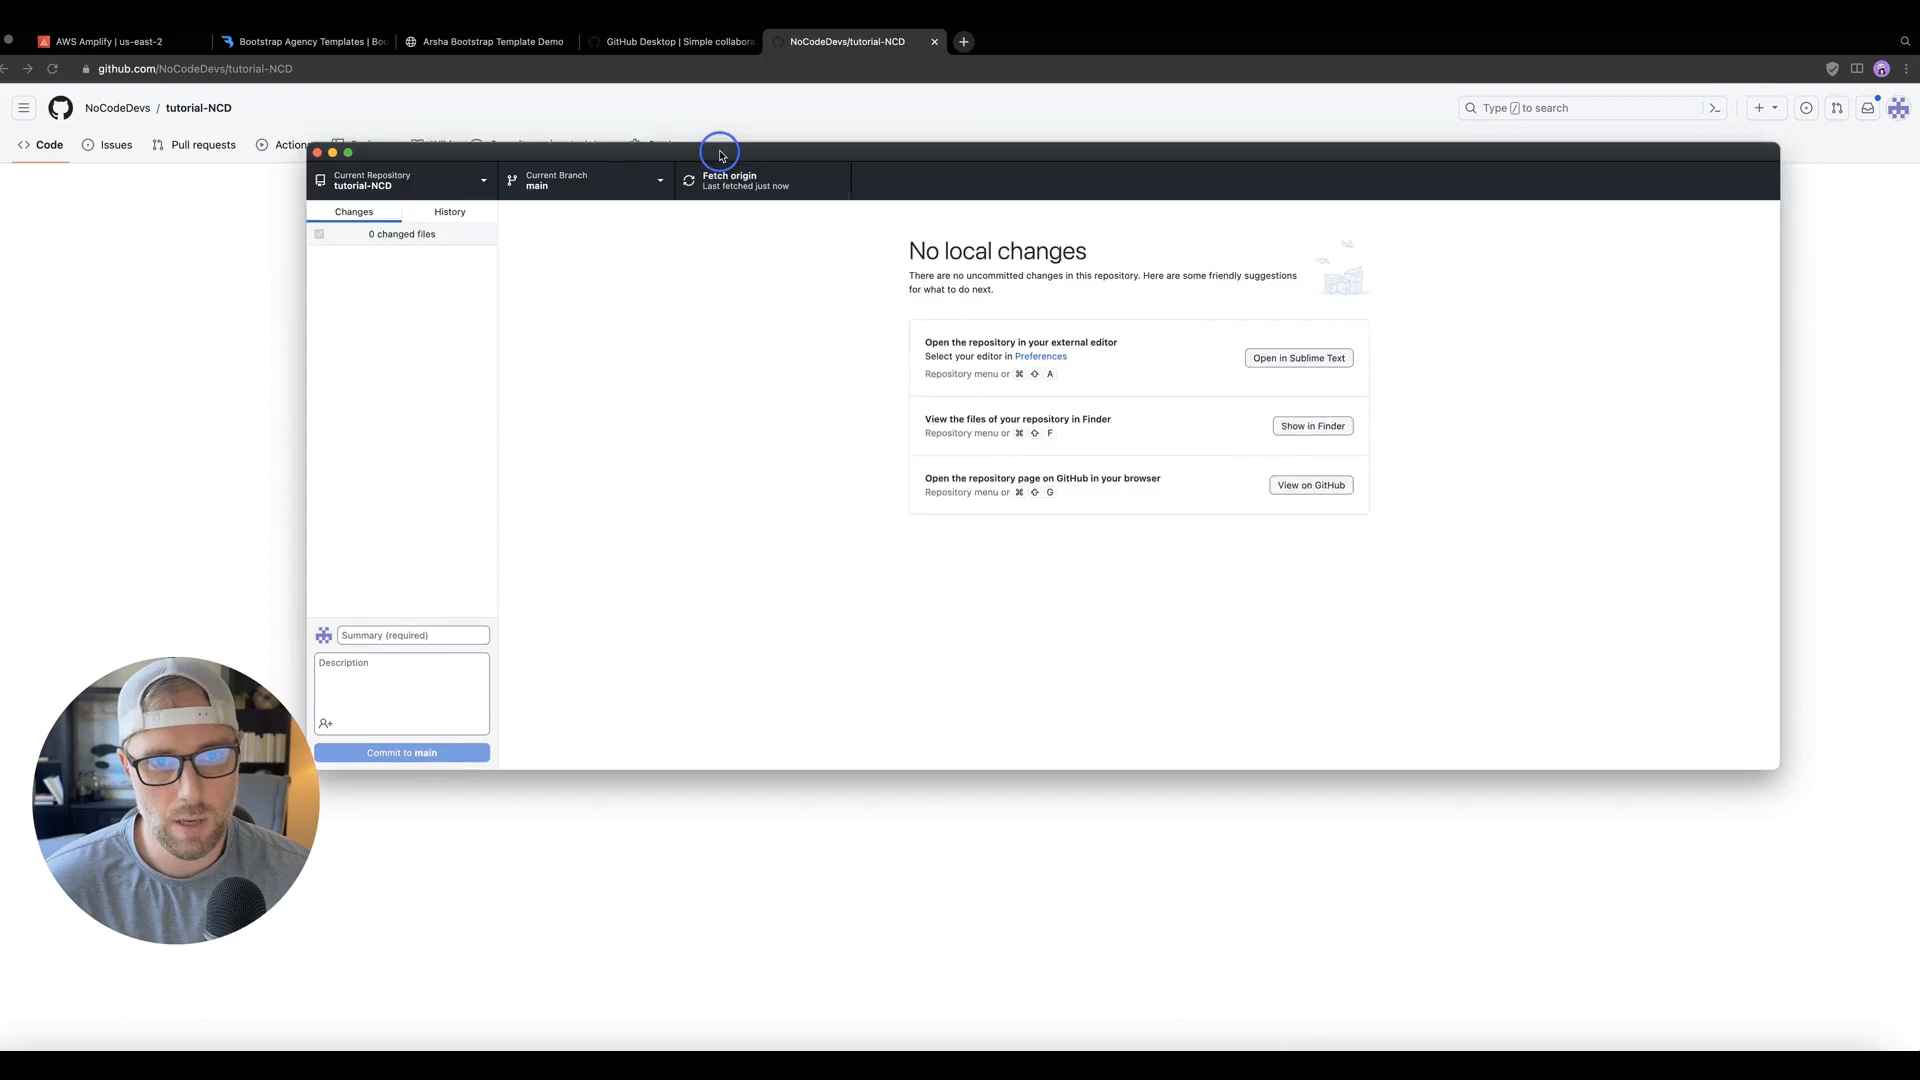 AWS Amplify | us-east-2
Bootstrap Agency Templates | Boo
Arsha Bootstrap Template Demo
GitHub Desktop | Simple collabora
NoCodeDevs/tutorial-NCD
github.com/NoCodeDevs/tutorial-NCD
NoCodeDevs / tutorial-NCD
Type / to search
Code
Issues
Pull requests
Action
Current Repository
tutorial-NCD
Current Branch
main
Fetch origin
Last fetched just now
Changes
History
0 changed files
No local changes
There are no uncommitted changes in this repository. Here are some friendly suggestions
for what to do next.
Open the repository in your external editor
Select your editor in Preferences
Repository menu or ⌘ ⇧ A
Open in Sublime Text
View the files of your repository in Finder
Repository menu or ⌘ ⇧ F
Show in Finder
Open the repository page on GitHub in your browser
Repository menu or ⌘ ⇧ G
View on GitHub
Summary (required)
Description
Commit to main